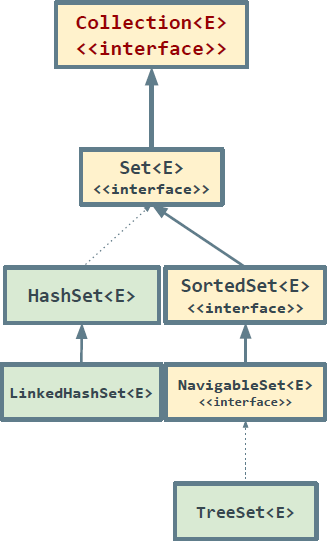 Collection<E>
<<interface>>
Set<E>
<<interface>>
HashSet<E>
SortedSet<E>
<<interface>>
LinkedHashSet<E>
NavigableSet<E>
<<interface>>
TreeSet<E>